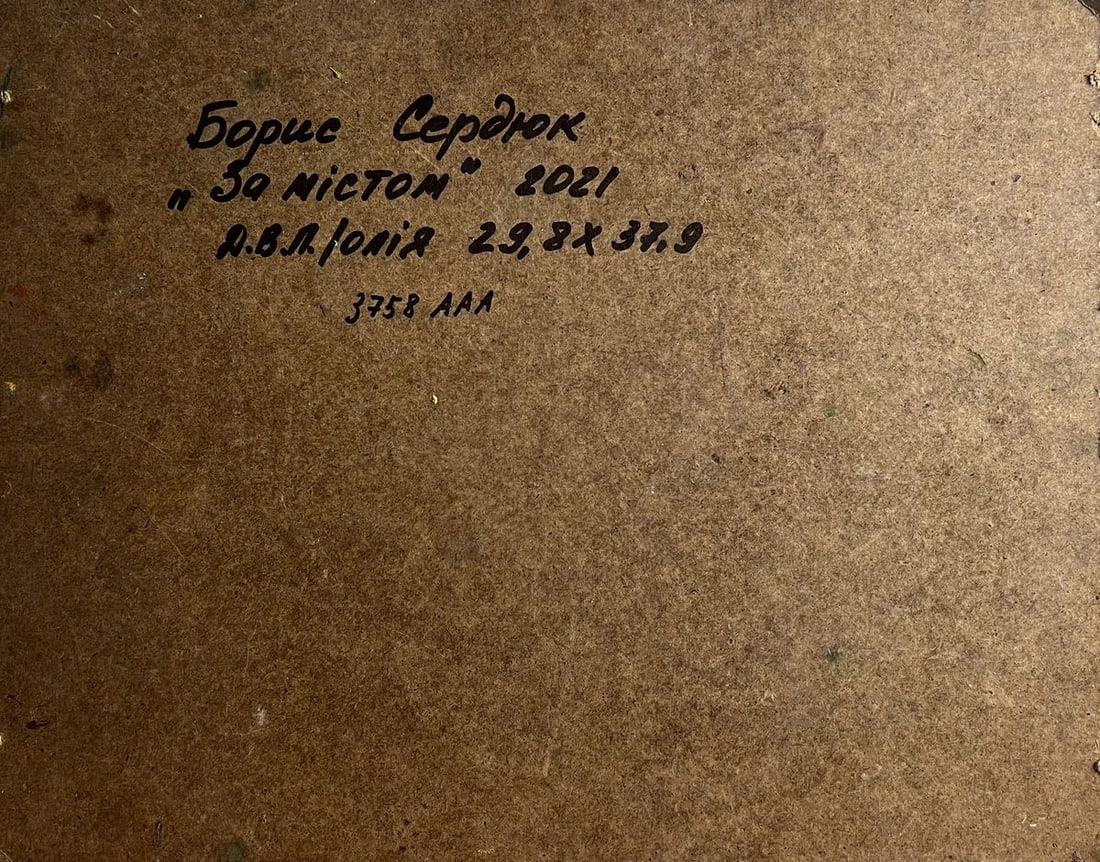 Борис Сердюк
„За містом" 2021
Д.В.П./олія 29,8х37,9
3758 ААА